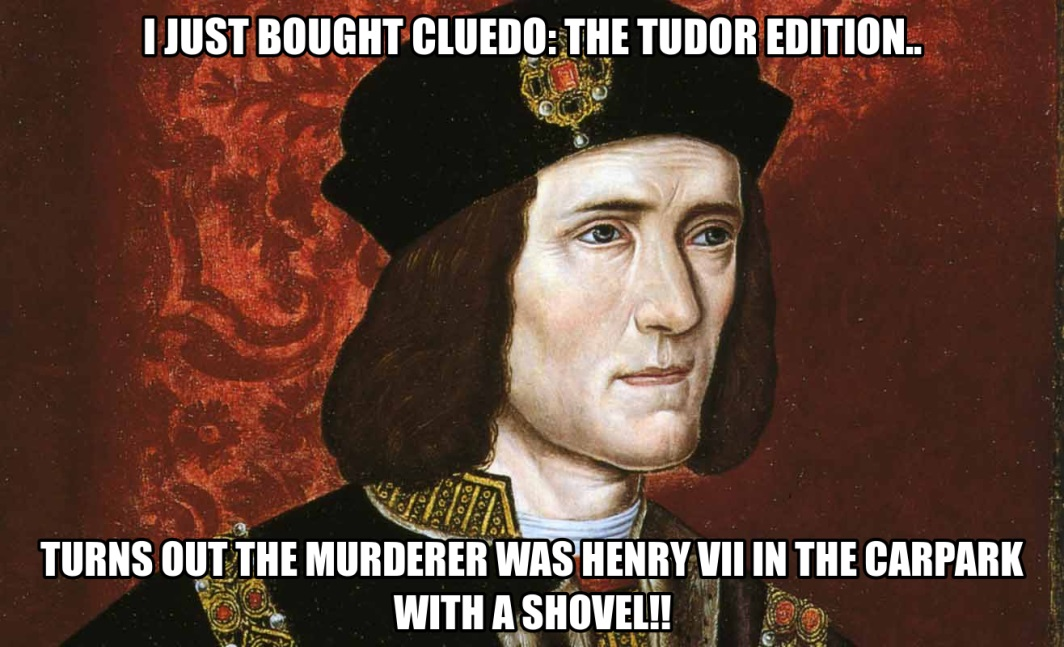 I JUST BOUGHT CLUEDO: THE TUDOR EDITION..
TURNS OUT THE MURDERER WAS HENRY VII IN THE CARPARK
WITH A SHOVEL!!